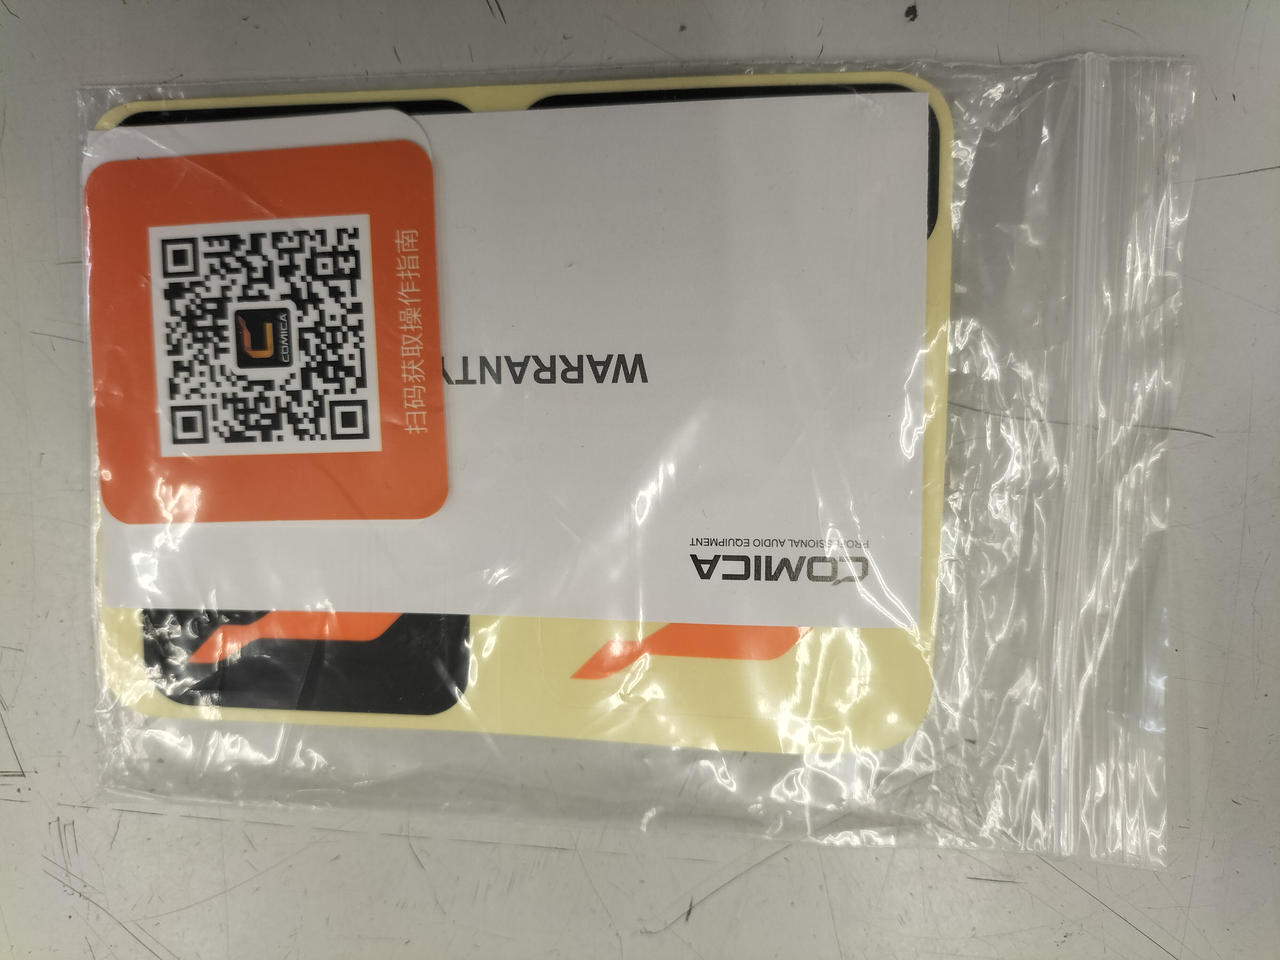 扫码获取操作指南
COMICA
WARRANTY
COMICA
PROFESSIONAL AUDIO EQUIPMENT